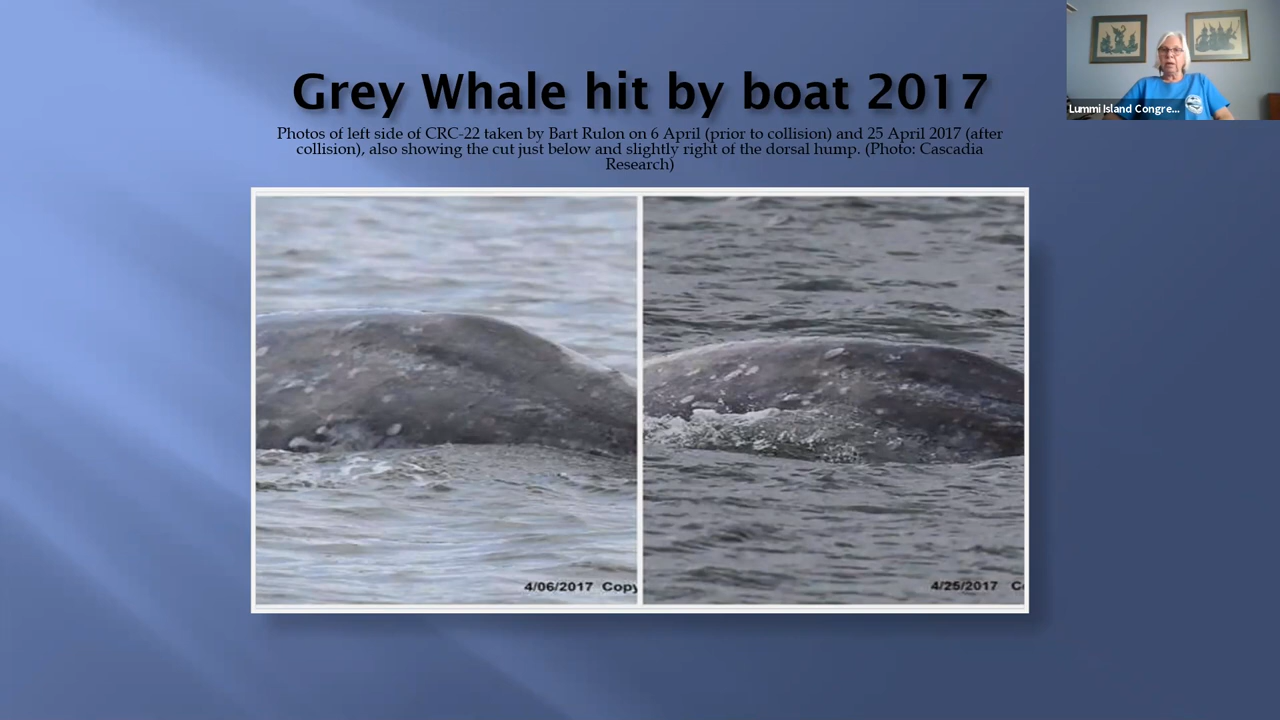 Grey Whale hit by boat 2017
Photos of left side of CRC-22 taken by Bart Rulon on 6 April (prior to collision) and 25 April 2017 (after
collision), also showing the cut just below and slightly right of the dorsal hump. (Photo: Cascadia
Research)
Lummi Island Congre...
4/06/2017 Copy
4/25/2017 Co